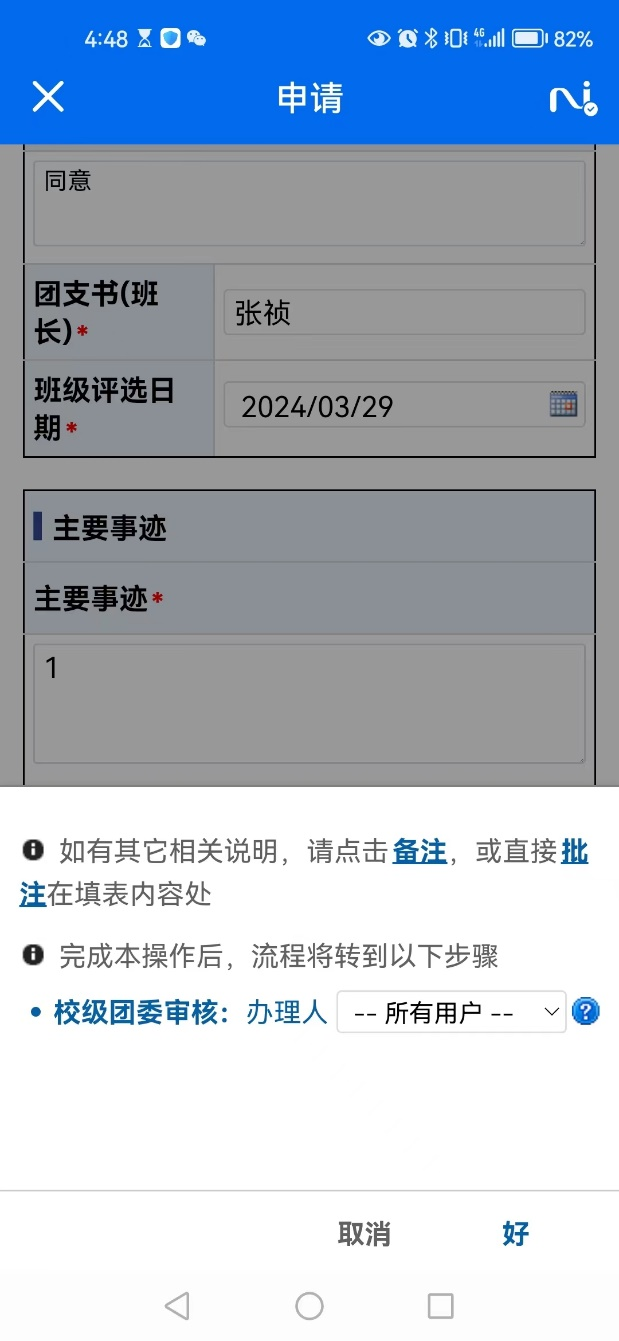 4:48 4G 82%
申请
同意
团支书(班
长)*
张祯
班级评选日
期*
2024/03/29
主要事迹
主要事迹*
1
如有其它相关说明，请点击备注，或直接批
注在填表内容处
完成本操作后，流程将转到以下步骤
• 校级团委审核：办理人 -- 所有用户 -- ?
取消 好